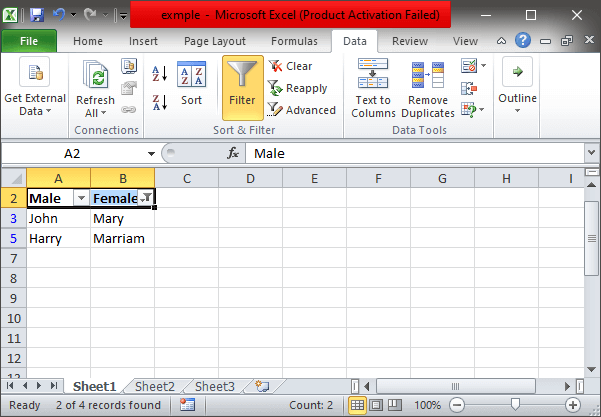 exmple - Microsoft Excel (Product Activation Failed)
File Home Insert Page Layout Formulas Data Review View
Get External Data
Refresh All
Connections
Sort
Filter
Clear
Reapply
Advanced
Sort & Filter
Text to Columns
Remove Duplicates
Data Tools
Outline
A2 fx Male
A B C D E F G H I
2 Male Female
3 John Mary
5 Harry Marriam
7
8
9
10
11
12
Sheet1 Sheet2 Sheet3
Ready 2 of 4 records found Count: 2 100%